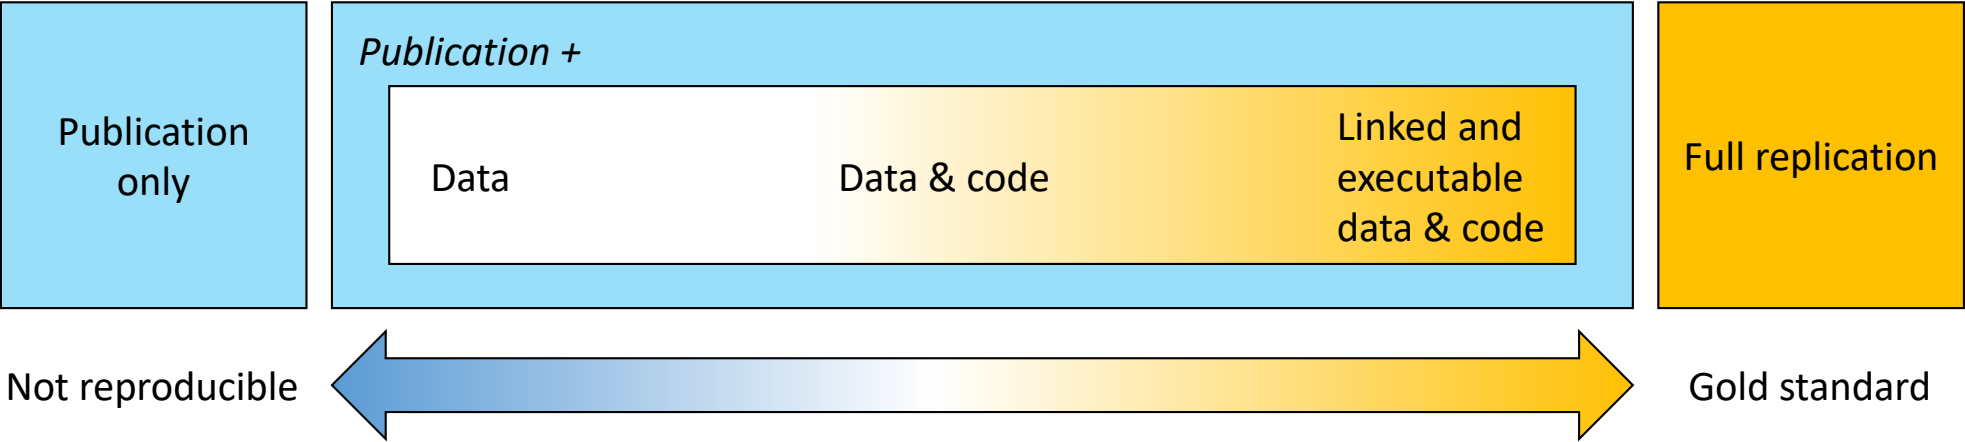 Publication
only
Publication +
Data
Data & code
Linked and
executable
data & code
Full replication
Not reproducible
Gold standard